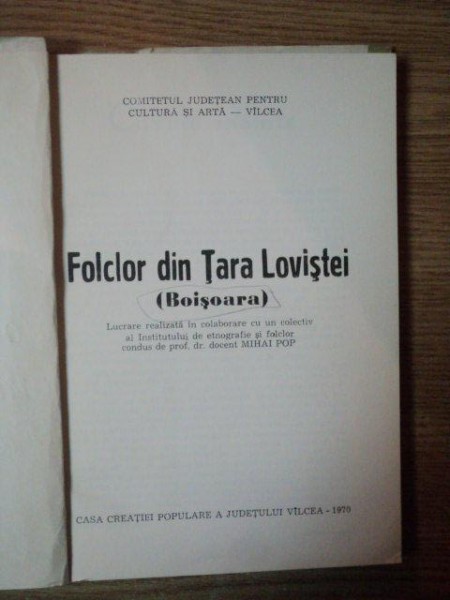 COMITETUL JUDEȚEAN PENTRU
CULTURĂ ȘI ARTĂ — VÎLCEA
Folclor din Țara Loviștei
(Boișoara)
Lucrare realizată în colaborare cu un colectiv
al Institutului de etnografie și folclor
condus de prof. dr. docent MIHAI POP
CASA CREAȚIEI POPULARE A JUDEȚULUI VÎLCEA - 1970